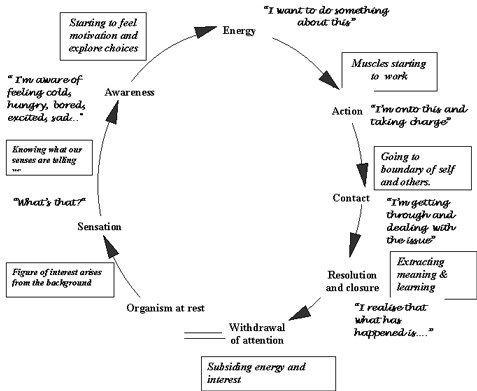 Starting to feel
motivation and
explore choices
Energy
“I want to do something
about this”
Muscles starting
to work
Action
“I'm onto this and
taking charge”
Going to
boundary of self
and others.
Contact
“I'm getting
through and
dealing with
the issue”
Resolution
and closure
Extracting
meaning &
learning
“I realise that
what has
happened is....”
Withdrawal
of attention
Subsiding energy and
interest
Organism at rest
Figure of interest arises
from the background
Sensation
“What's that?”
Knowing what our
senses are telling
Awareness
“ I'm aware of
feeling cold,
hungry, bored,
excited, sad...”